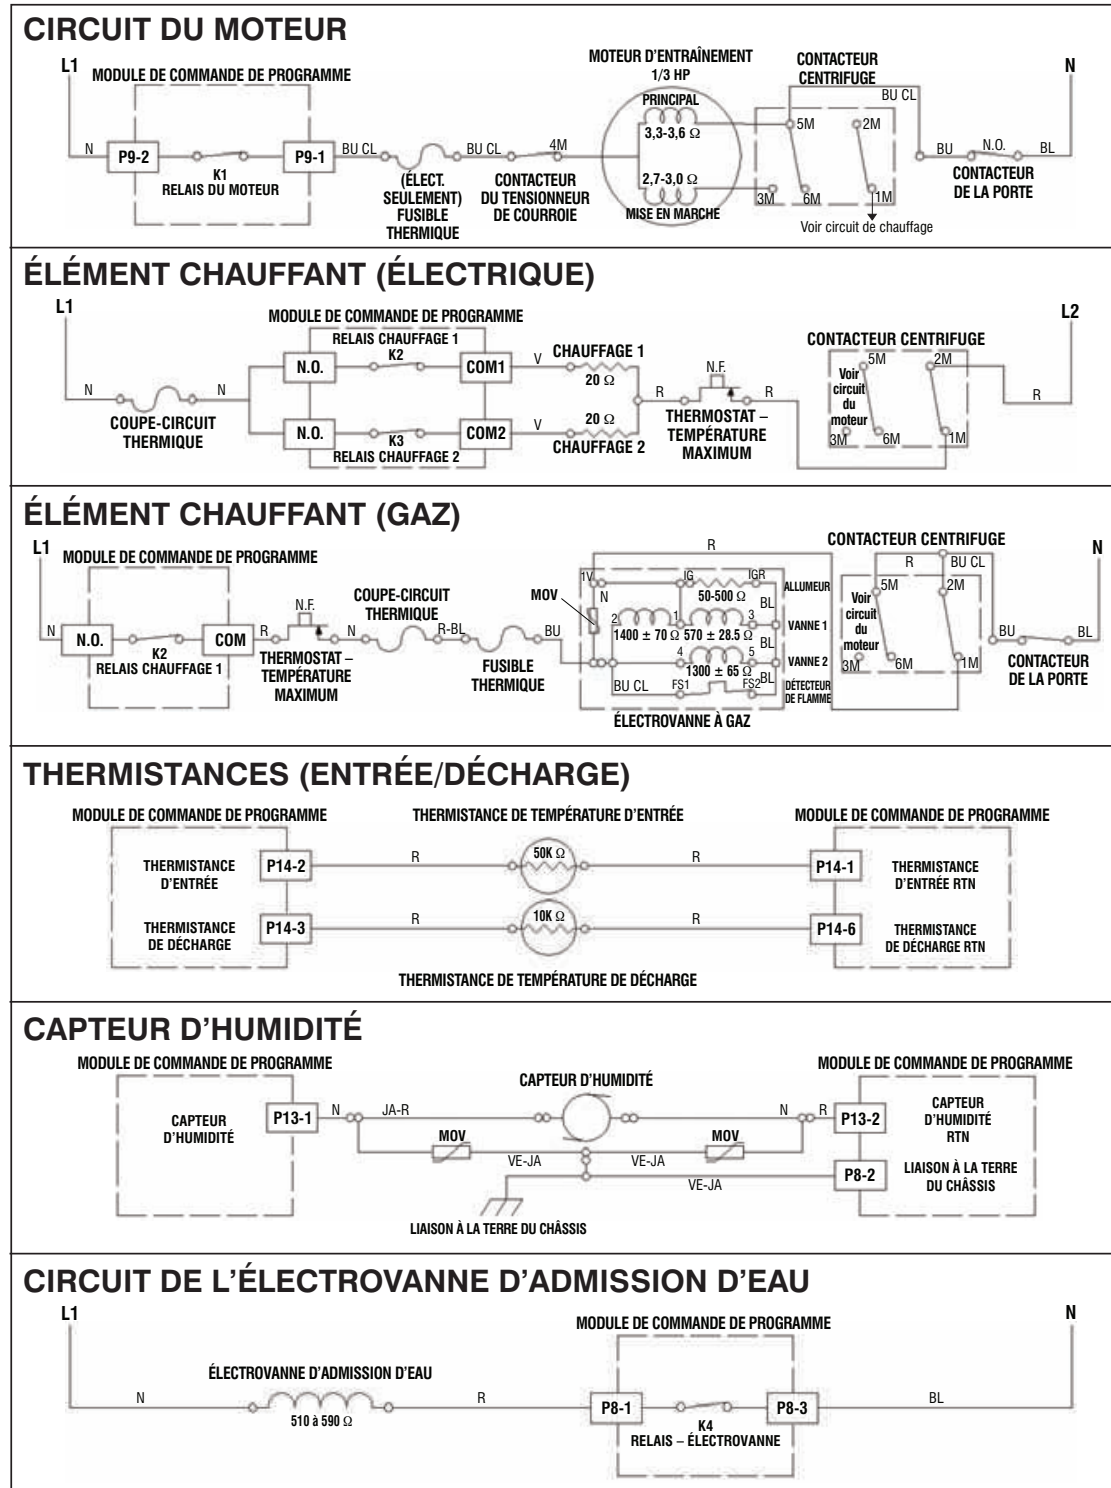 CIRCUIT DU MOTEUR
L1
MODULE DE COMMANDE DE PROGRAMME
MOTEUR D'ENTRAÎNEMENT
1/3 HP
CONTACTEUR
CENTRIFUGE
N
BU CL
PRINCIPAL
3,3-3,6 Ω
5M
2M
N
P9-2
P9-1
BU CL
BU CL
4M
BU
N.O.
BL
K1
RELAIS DU MOTEUR
(ÉLECT.
SEULEMENT)
FUSIBLE
THERMIQUE
CONTACTEUR
DU TENSIONNEUR
DE COURROIE
2,7-3,0 Ω
MISE EN MARCHE
3M
6M
1M
CONTACTEUR
DE LA PORTE
Voir circuit de chauffage
ÉLÉMENT CHAUFFANT (ÉLECTRIQUE)
L1
MODULE DE COMMANDE DE PROGRAMME
L2
RELAIS CHAUFFAGE 1
K2
N.O.
COM1
V
CHAUFFAGE 1
20 Ω
CONTACTEUR CENTRIFUGE
5M
2M
Voir
circuit
du
moteur
N
N
COUPE-CIRCUIT
THERMIQUE
R
N.F.
R
R
THERMOSTAT –
TEMPÉRATURE
MAXIMUM
N.O.
K3
RELAIS CHAUFFAGE 2
COM2
V
20 Ω
CHAUFFAGE 2
3M
6M
1M
ÉLÉMENT CHAUFFANT (GAZ)
L1
MODULE DE COMMANDE DE PROGRAMME
R
CONTACTEUR CENTRIFUGE
N
R
BU CL
COUPE-CIRCUIT
THERMIQUE
MOV
1V
N
IG
IGR
50-500 Ω
BL
ALLUMEUR
5M
2M
Voir
circuit
du
moteur
N
N.O.
K2
RELAIS CHAUFFAGE 1
COM
R
N.F.
N
R-BL
BU
2
1400 ± 70 Ω
1
570 ± 28.5 Ω
3
BL
VANNE 1
BU
BL
THERMOSTAT –
TEMPÉRATURE
MAXIMUM
FUSIBLE
THERMIQUE
4
1300 ± 65 Ω
5
BL
VANNE 2
3M
6M
1M
CONTACTEUR
DE LA PORTE
BU CL
FS1
FS2
DÉTECTEUR
DE FLAMME
ÉLECTROVANNE À GAZ
THERMISTANCES (ENTRÉE/DÉCHARGE)
MODULE DE COMMANDE DE PROGRAMME
THERMISTANCE DE TEMPÉRATURE D'ENTRÉE
MODULE DE COMMANDE DE PROGRAMME
THERMISTANCE
D'ENTRÉE
P14-2
R
50K Ω
R
P14-1
THERMISTANCE
D'ENTRÉE RTN
THERMISTANCE
DE DÉCHARGE
P14-3
R
10K Ω
R
P14-6
THERMISTANCE
DE DÉCHARGE RTN
THERMISTANCE DE TEMPÉRATURE DE DÉCHARGE
CAPTEUR D'HUMIDITÉ
MODULE DE COMMANDE DE PROGRAMME
CAPTEUR D'HUMIDITÉ
MODULE DE COMMANDE DE PROGRAMME
CAPTEUR
D'HUMIDITÉ
P13-1
N
JA-R
N
R
P13-2
CAPTEUR
D'HUMIDITÉ
RTN
MOV
MOV
VE-JA
VE-JA
VE-JA
P8-2
LIAISON À LA TERRE
DU CHÂSSIS
LIAISON À LA TERRE DU CHÂSSIS
CIRCUIT DE L'ÉLECTROVANNE D'ADMISSION D'EAU
L1
MODULE DE COMMANDE DE PROGRAMME
N
ÉLECTROVANNE D'ADMISSION D'EAU
N
510 à 590 Ω
R
P8-1
K4
RELAIS – ÉLECTROVANNE
P8-3
BL